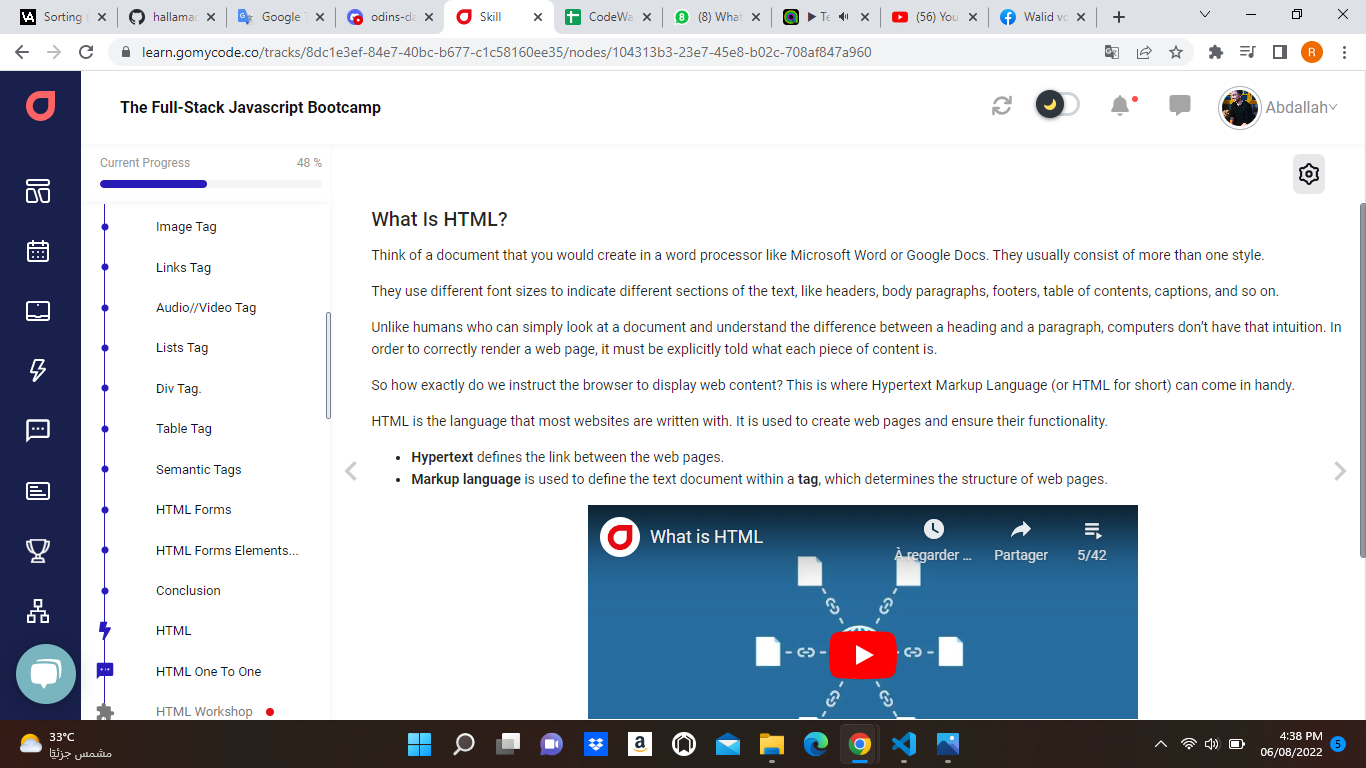 Sorting
hallamac
Google T
odins-da
Skill
CodeWa
(8) What
Te
(56) You
Walid vo
learn.gomycode.co/tracks/8dc1e3ef-84e7-40bc-b677-c1c58160ee35/nodes/104313b3-23e7-45e8-b02c-708af847a960
R
The Full-Stack Javascript Bootcamp
Abdallah
Current Progress
48 %
Image Tag
Links Tag
Audio//Video Tag
Lists Tag
Div Tag.
Table Tag
Semantic Tags
HTML Forms
HTML Forms Elements...
Conclusion
HTML
HTML One To One
HTML Workshop
What Is HTML?
Think of a document that you would create in a word processor like Microsoft Word or Google Docs. They usually consist of more than one style.
They use different font sizes to indicate different sections of the text, like headers, body paragraphs, footers, table of contents, captions, and so on.
Unlike humans who can simply look at a document and understand the difference between a heading and a paragraph, computers don’t have that intuition. In
order to correctly render a web page, it must be explicitly told what each piece of content is.
So how exactly do we instruct the browser to display web content? This is where Hypertext Markup Language (or HTML for short) can come in handy.
HTML is the language that most websites are written with. It is used to create web pages and ensure their functionality.
• Hypertext defines the link between the web pages.
• Markup language is used to define the text document within a tag, which determines the structure of web pages.
What is HTML
À regarder ...
Partager
5/42
33°C
مشمس جزئيًا
4:38 PM
06/08/2022
5